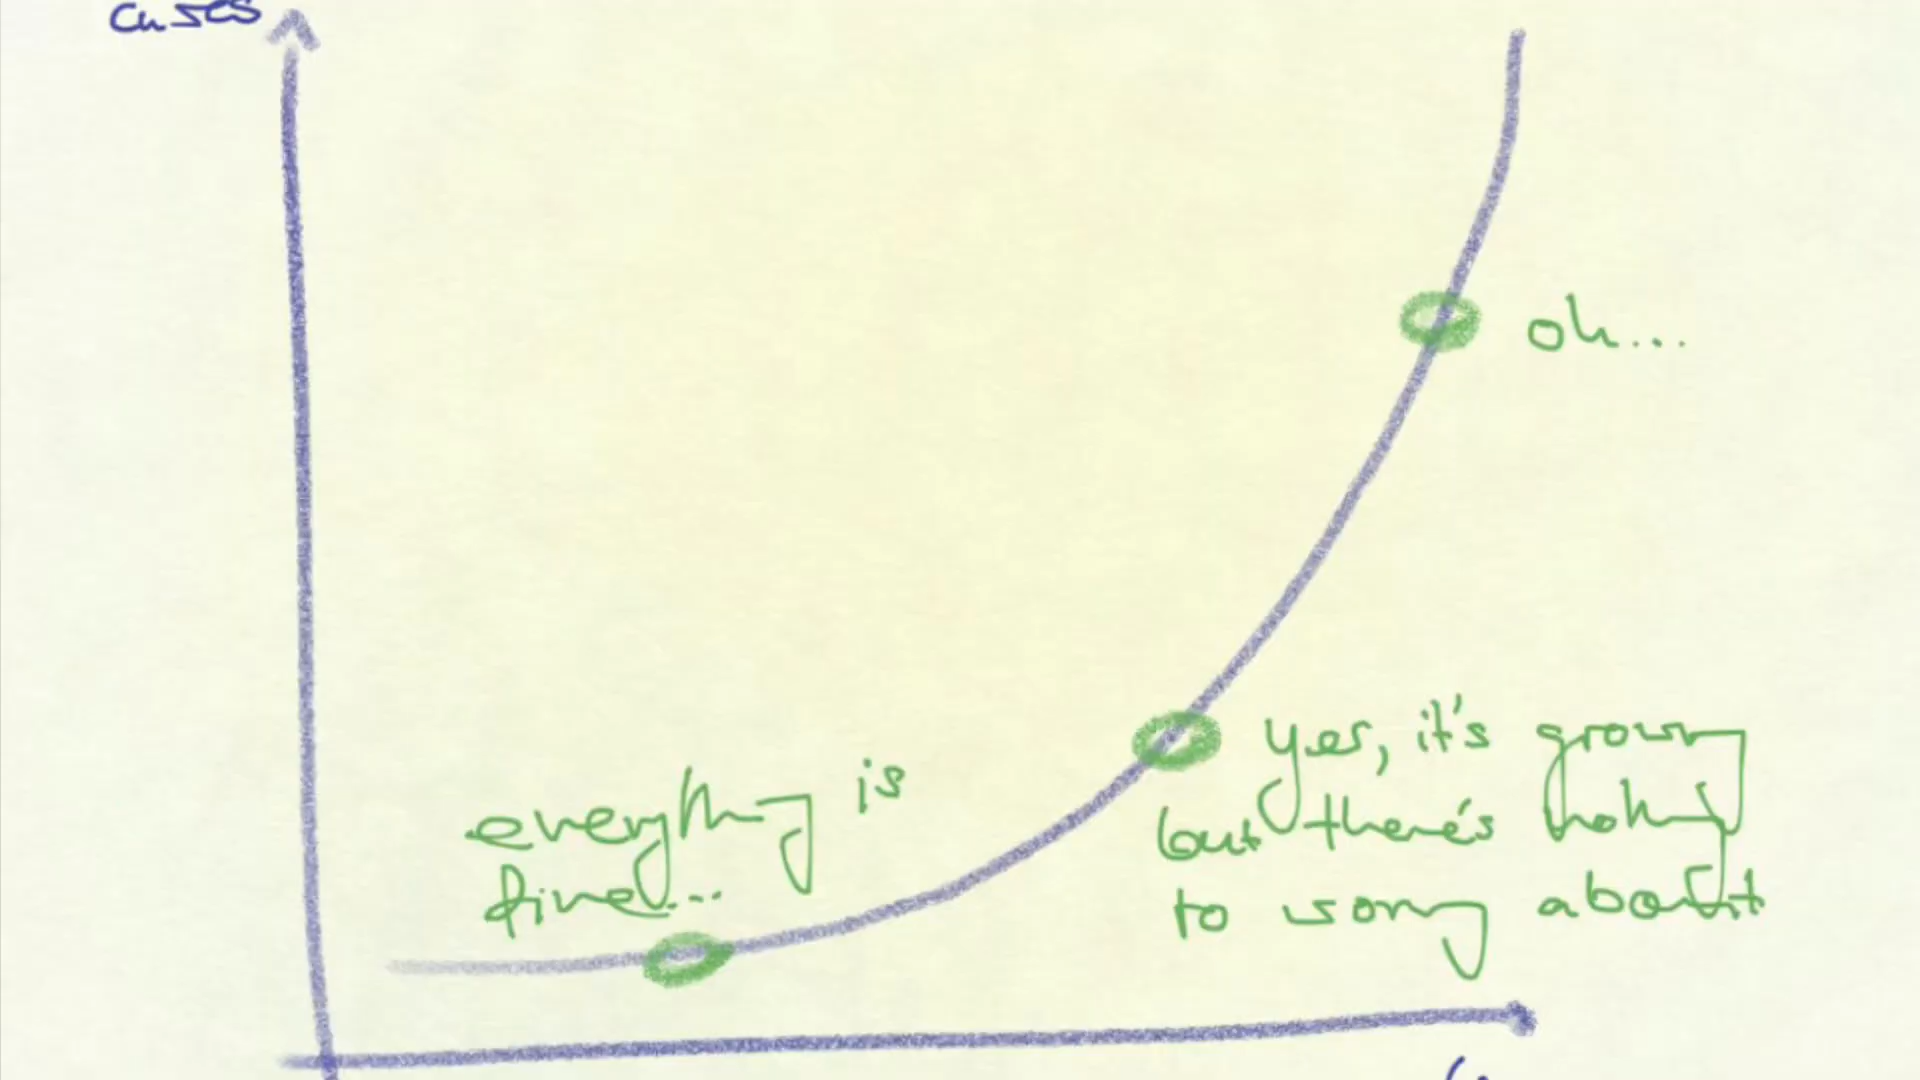 cases
oh...
everything is
fine...
yes, it's growing
but there's nothing
to worry about